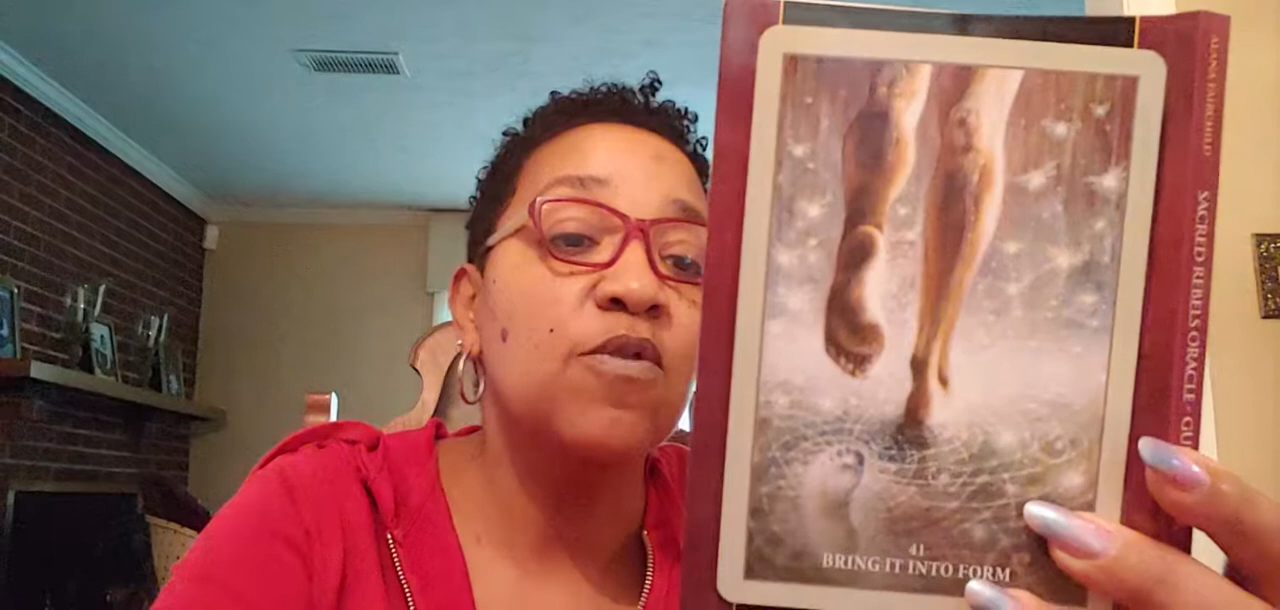 41
BRING IT INTO FORM
ALANA FAIRCHILD
SACRED REBELS ORACLE - GU